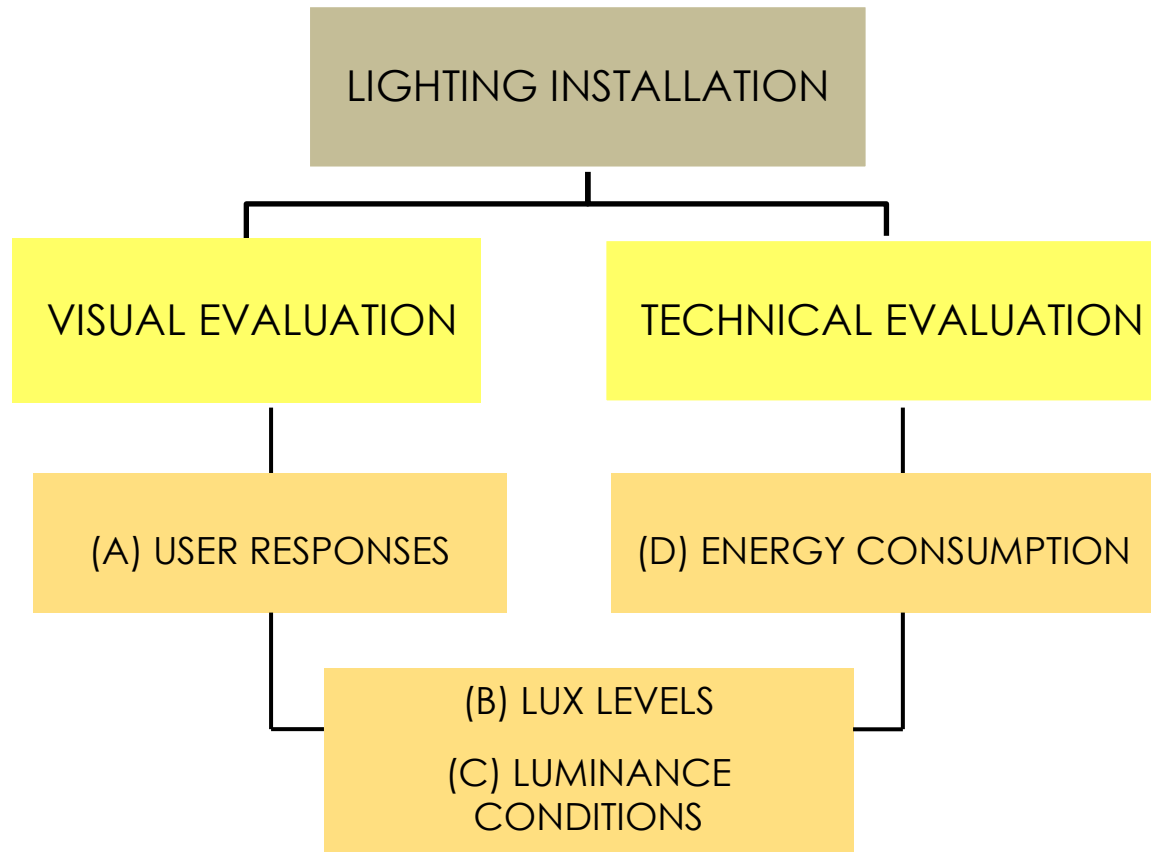 LIGHTING INSTALLATION
VISUAL EVALUATION
TECHNICAL EVALUATION
(A) USER RESPONSES
(D) ENERGY CONSUMPTION
(B) LUX LEVELS
(C) LUMINANCE
CONDITIONS